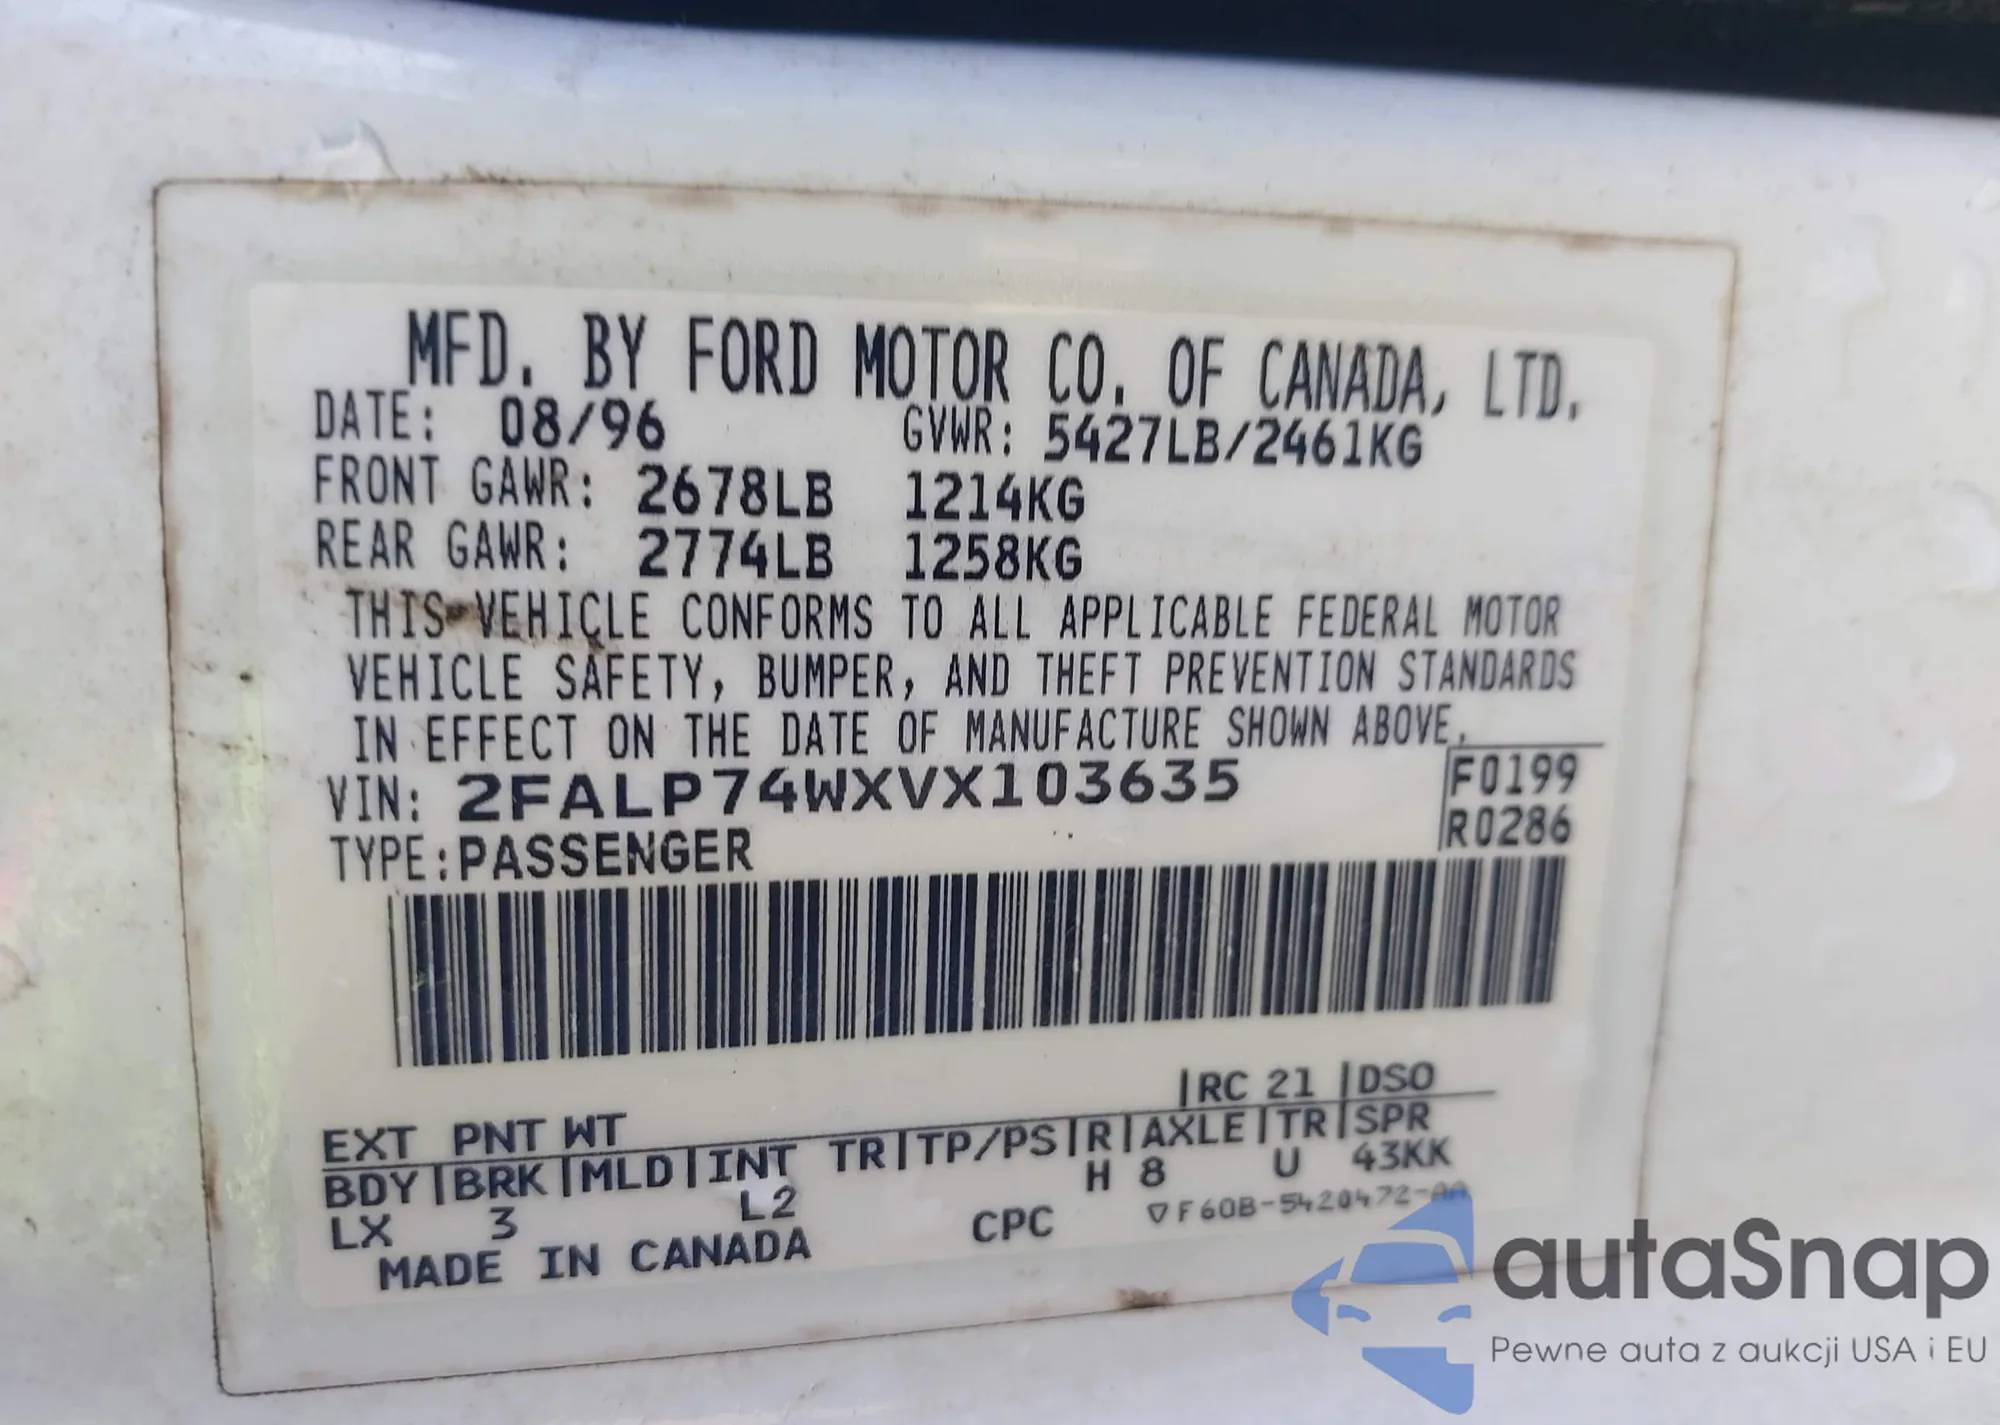 MFD. BY FORD MOTOR CO. OF CANADA, LTD.
DATE: 08/96 GVWR: 5427LB/2461KG
FRONT GAWR: 2678LB 1214KG
REAR GAWR: 2774LB 1258KG
THIS VEHICLE CONFORMS TO ALL APPLICABLE FEDERAL MOTOR
VEHICLE SAFETY, BUMPER, AND THEFT PREVENTION STANDARDS
IN EFFECT ON THE DATE OF MANUFACTURE SHOWN ABOVE.
VIN: 2FALP74WXVX103635 F0199
TYPE: PASSENGER R0286
RC 21 DSO
EXT PNT WT
BDY BRK MLD INT TR TP/PS R AXLE TR SPR
LX 3 L2 H 8 U 43KK
MADE IN CANADA CPC ▽F60B-5420472-AA
autaSnap
Pewne auta z aukcji USA i EU